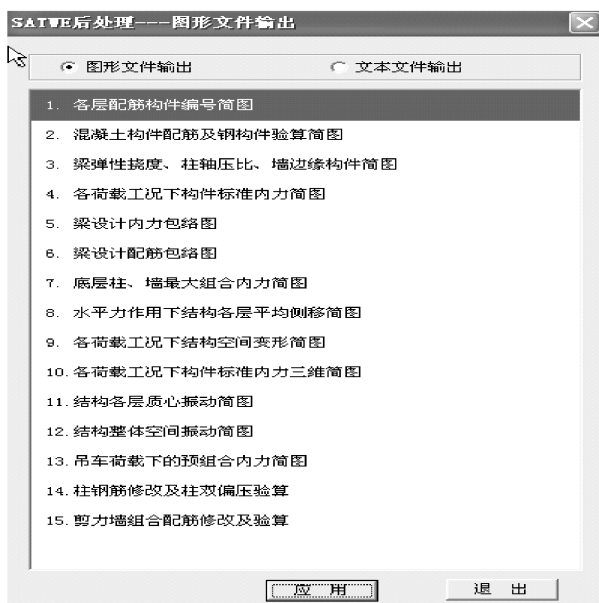 SATWE后处理---图形文件输出
图形文件输出 文本文件输出
1. 各层配筋构件编号简图
2. 混凝土构件配筋及钢构件验算简图
3. 梁弹性挠度、柱轴压比、墙边缘构件简图
4. 各荷载工况下构件标准内力简图
5. 梁设计内力包络图
6. 梁设计配筋包络图
7. 底层柱、墙最大组合内力简图
8. 水平力作用下结构各层平均侧移简图
9. 各荷载工况下结构空间变形简图
10. 各荷载工况下构件标准内力三维简图
11. 结构各层质心振动简图
12. 结构整体空间振动简图
13. 吊车荷载下的预组合内力简图
14. 柱钢筋修改及柱双偏压验算
15. 剪力墙组合配筋修改及验算
应 用 退 出